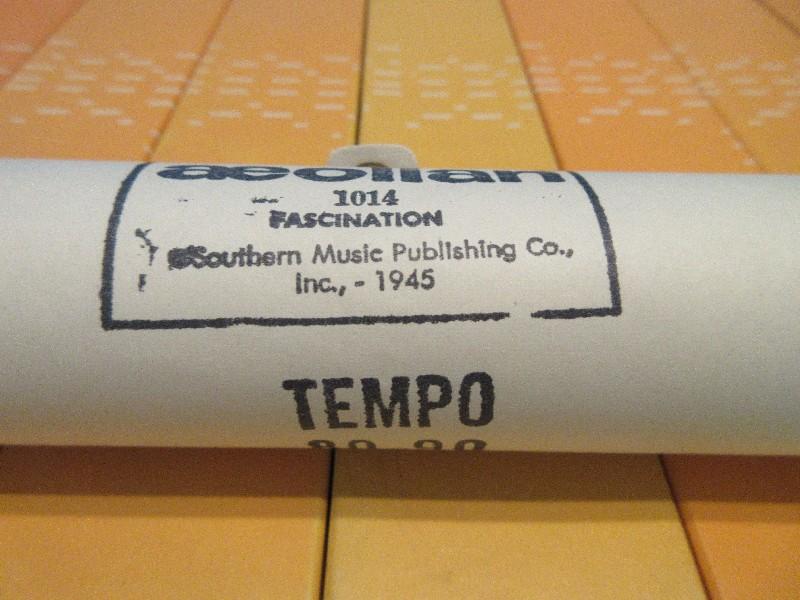 aeolian
1014
FASCINATION
©Southern Music Publishing Co.,
Inc., - 1945
TEMPO